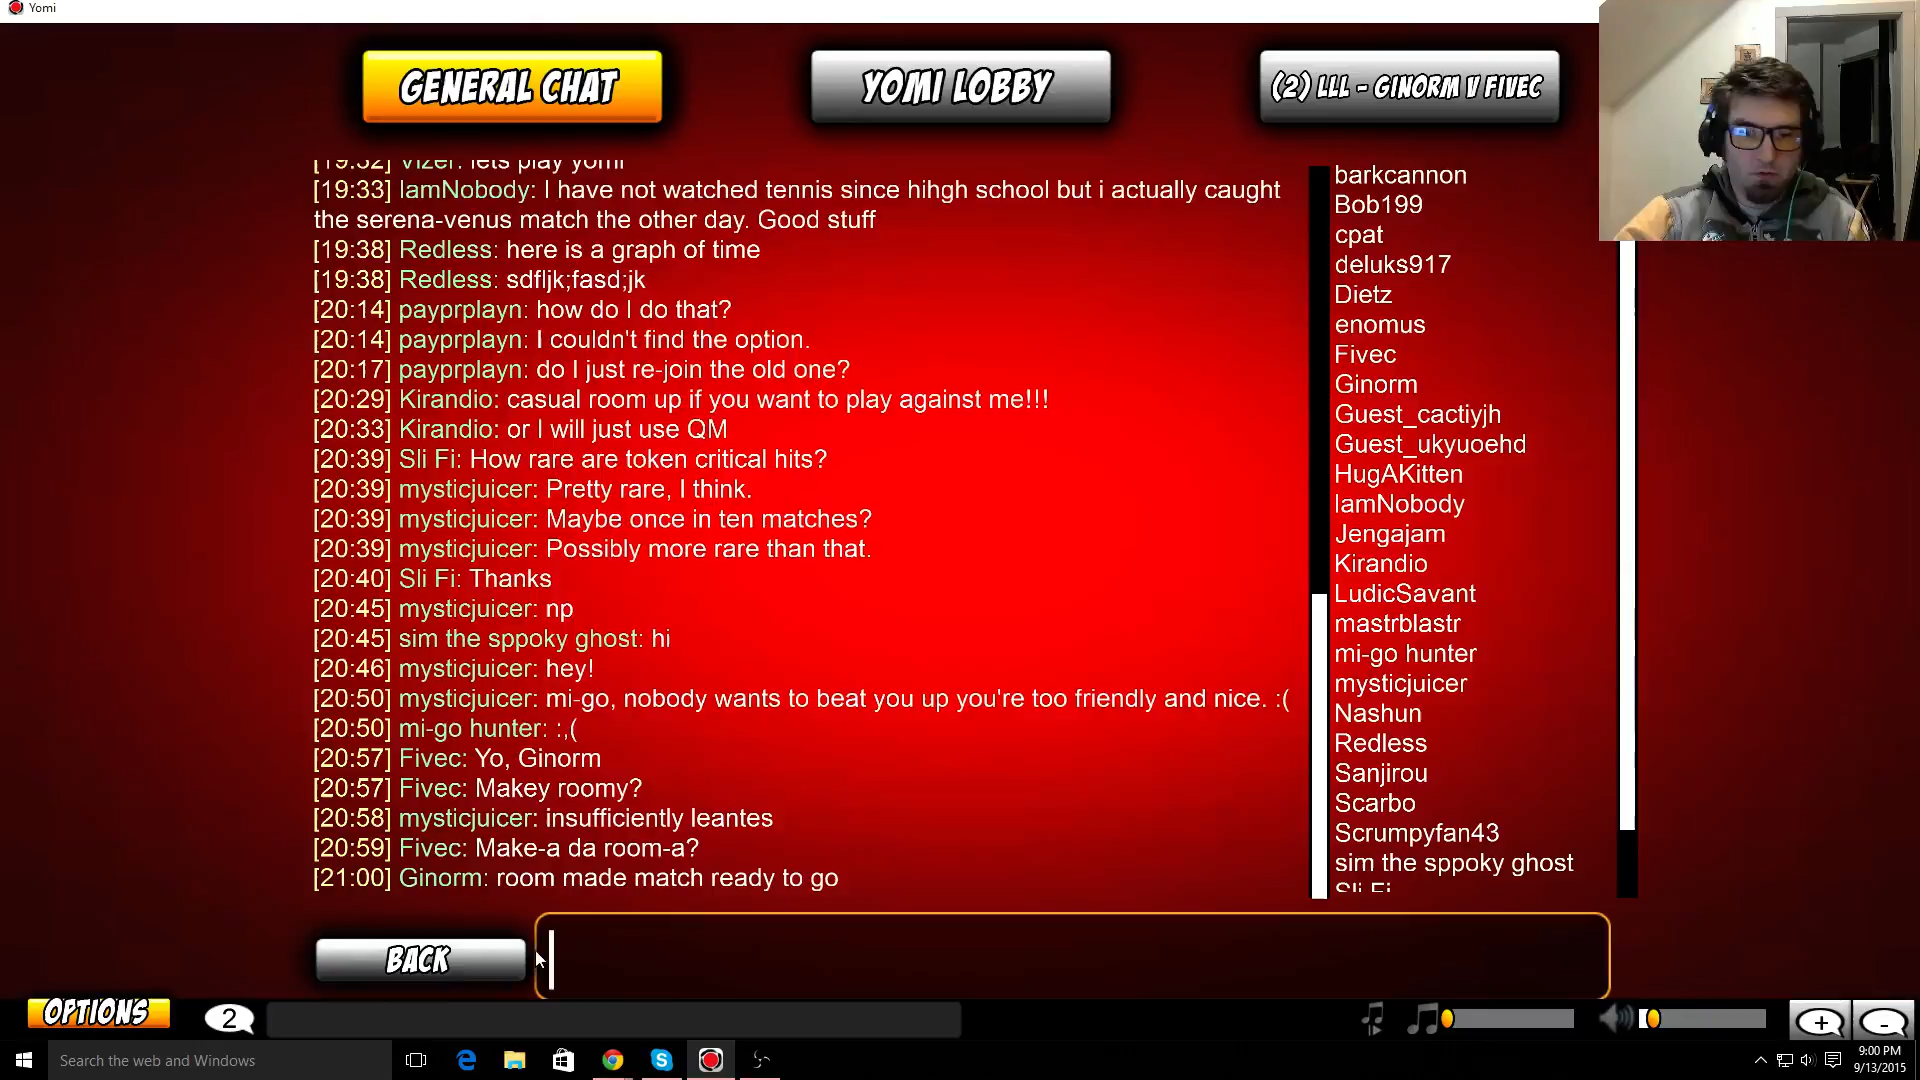 Yomi
GENERAL CHAT
YOMI LOBBY
(2) LLL - GINORM V FIVEC
[19:32] Vizer: lets play yomi
[19:33] IamNobody: I have not watched tennis since hihgh school but i actually caught
the serena-venus match the other day. Good stuff
[19:38] Redless: here is a graph of time
[19:38] Redless: sdfljk;fasd;jk
[20:14] payprplayn: how do I do that?
[20:14] payprplayn: I couldn't find the option.
[20:17] payprplayn: do I just re-join the old one?
[20:29] Kirandio: casual room up if you want to play against me!!!
[20:33] Kirandio: or I will just use QM
[20:39] Sli Fi: How rare are token critical hits?
[20:39] mysticjuicer: Pretty rare, I think.
[20:39] mysticjuicer: Maybe once in ten matches?
[20:39] mysticjuicer: Possibly more rare than that.
[20:40] Sli Fi: Thanks
[20:45] mysticjuicer: np
[20:45] sim the sppoky ghost: hi
[20:46] mysticjuicer: hey!
[20:50] mysticjuicer: mi-go, nobody wants to beat you up you're too friendly and nice. :(
[20:50] mi-go hunter: :,(
[20:57] Fivec: Yo, Ginorm
[20:57] Fivec: Makey roomy?
[20:58] mysticjuicer: insufficiently leantes
[20:59] Fivec: Make-a da room-a?
[21:00] Ginorm: room made match ready to go
barkcannon
Bob199
cpat
deluks917
Dietz
enomus
Fivec
Ginorm
Guest_cactiyjh
Guest_ukyuoehd
HugAKitten
IamNobody
Jengajam
Kirandio
LudicSavant
mastrblastr
mi-go hunter
mysticjuicer
Nashun
Redless
Sanjirou
Scarbo
Scrumpyfan43
sim the sppoky ghost
Sli Fi
BACK
OPTIONS
2
+
-
Search the web and Windows
9:00 PM
9/13/2015